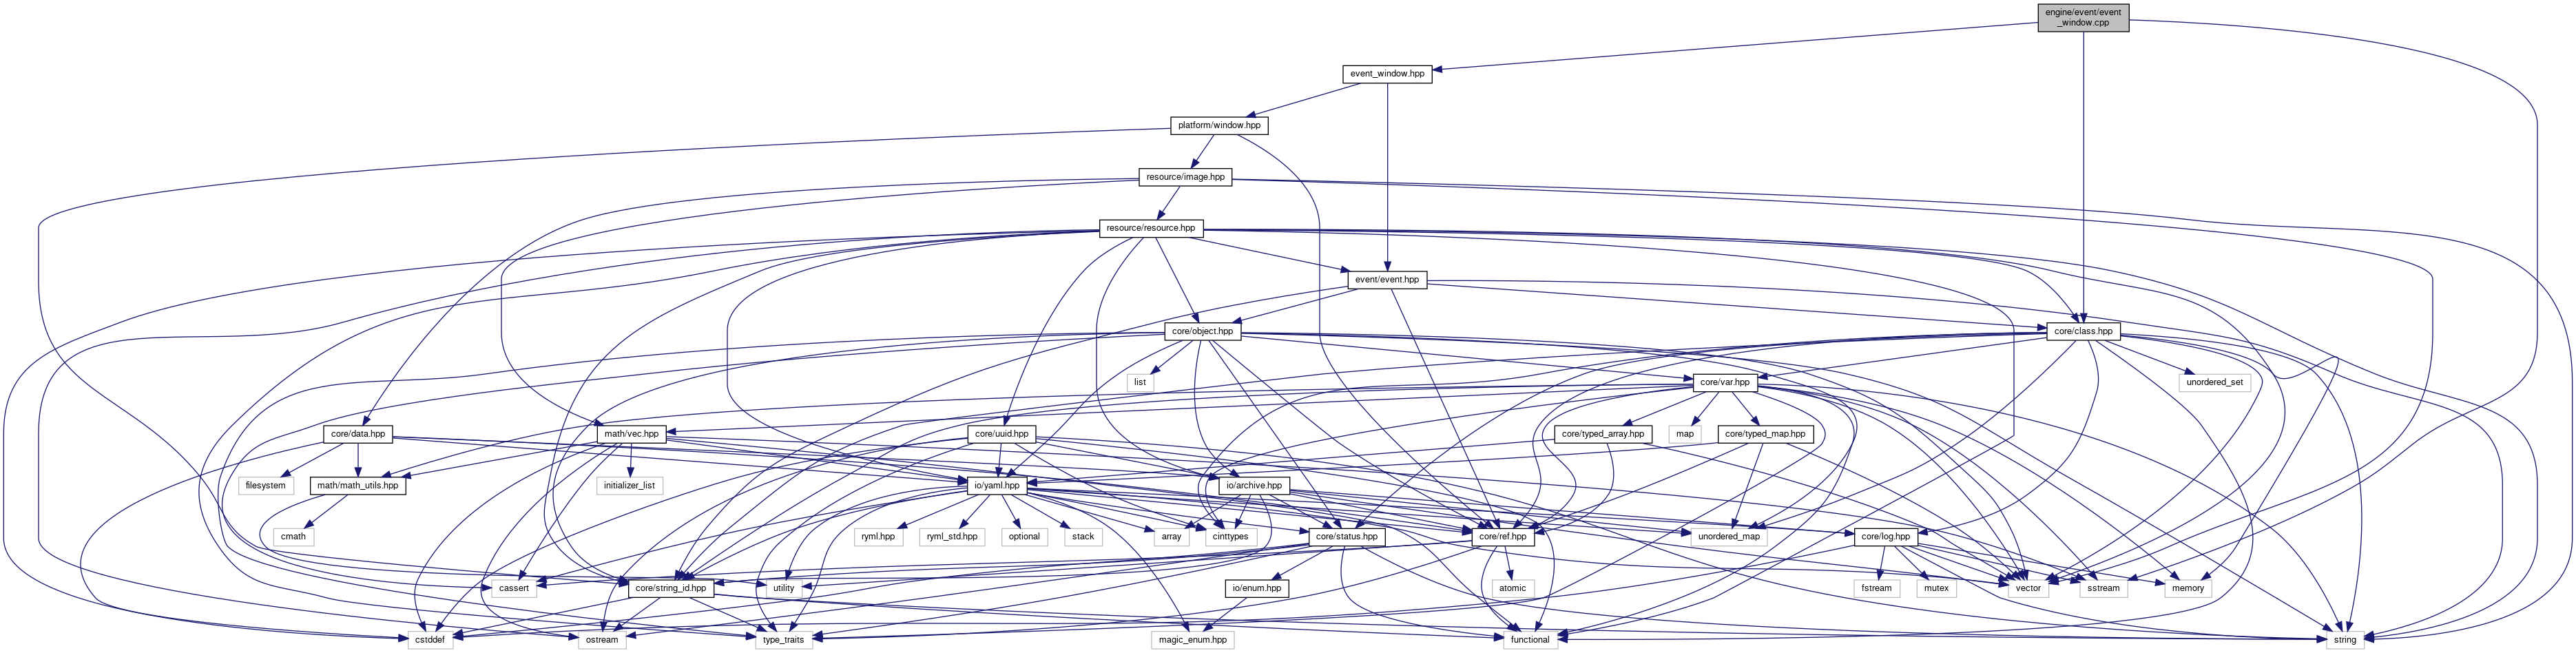 engine/event/event
_window.cpp
event_window.hpp
platform/window.hpp
resource/image.hpp
resource/resource.hpp
event/event.hpp
core/object.hpp
core/class.hpp
list
core/var.hpp
unordered_set
core/data.hpp
math/vec.hpp
core/uuid.hpp
core/typed_array.hpp
map
core/typed_map.hpp
filesystem
math/math_utils.hpp
initializer_list
io/yaml.hpp
io/archive.hpp
cmath
ryml.hpp
ryml_std.hpp
optional
stack
array
cinttypes
core/status.hpp
core/ref.hpp
unordered_map
core/log.hpp
cassert
core/string_id.hpp
utility
io/enum.hpp
atomic
fstream
mutex
vector
sstream
memory
cstddef
ostream
type_traits
magic_enum.hpp
functional
string